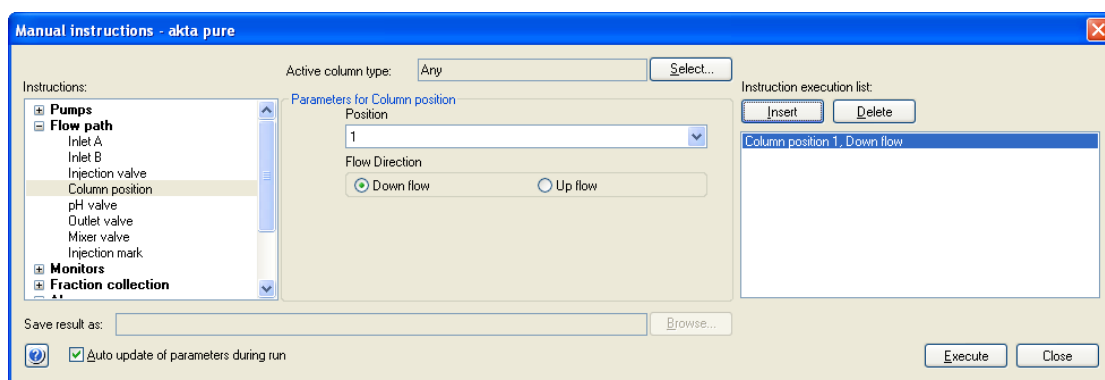 Manual instructions - akta pure
Active column type: Any Select...
Instructions:
Pumps
Flow path
Inlet A
Inlet B
Injection valve
Column position
pH valve
Outlet valve
Mixer valve
Injection mark
Monitors
Fraction collection
Parameters for Column position
Position
1
Flow Direction
Down flow Up flow
Instruction execution list:
Insert Delete
Column position 1, Down flow
Save result as: Browse...
Auto update of parameters during run
Execute Close